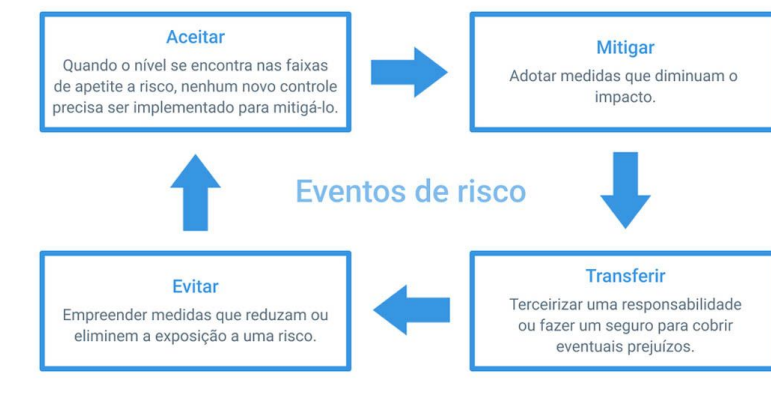 Aceitar
Quando o nível se encontra nas faixas
de apetite a risco, nenhum novo controle
precisa ser implementado para mitigá-lo.
Mitigar
Adotar medidas que diminuam o
impacto.
Eventos de risco
Evitar
Empreender medidas que reduzam ou
eliminem a exposição a uma risco.
Transferir
Terceirizar uma responsabilidade
ou fazer um seguro para cobrir
eventuais prejuízos.